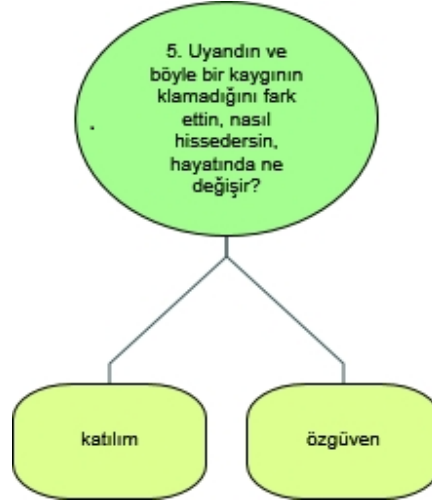 5. Uyandın ve
böyle bir kaygının
klamadığını fark
ettin, nasıl
hissedersin,
hayatında ne
değişir?
katılım
özgüven